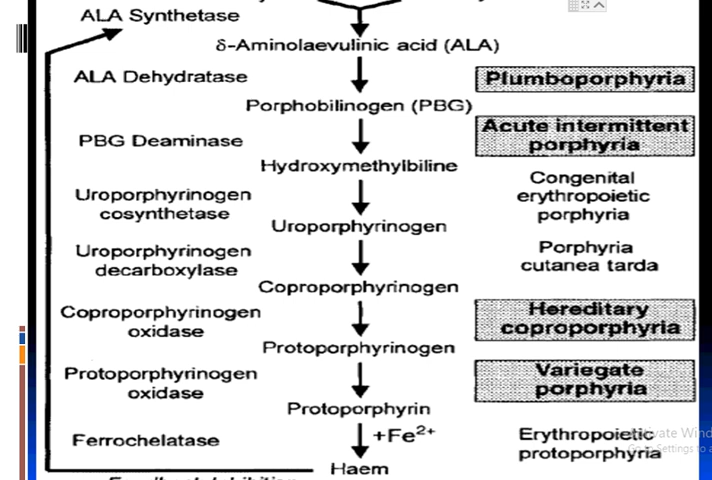 ALA Synthetase
δ-Aminolaevulinic acid (ALA)
ALA Dehydratase
Plumboporphyria
Porphobilinogen (PBG)
PBG Deaminase
Acute intermittent
porphyria
Hydroxymethylbiline
Uroporphyrinogen
cosynthetase
Congenital
erythropoietic
porphyria
Uroporphyrinogen
Uroporphyrinogen
decarboxylase
Porphyria
cutanea tarda
Coproporphyrinogen
Coproporphyrinogen
oxidase
Hereditary
coproporphyria
Protoporphyrinogen
Protoporphyrinogen
oxidase
Variegate
porphyria
Protoporphyrin
Ferrochelatase
+Fe²⁺
Erythropoietic
protoporphyria
Haem